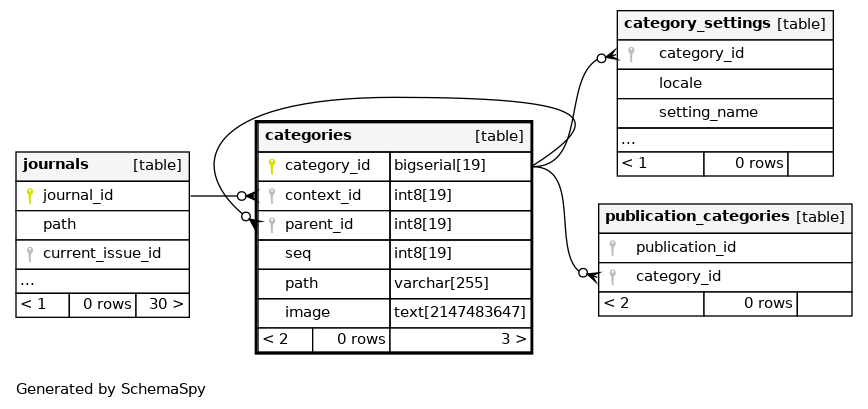 category_settings [table]
category_id
locale
setting_name
...
< 1 0 rows
categories [table]
category_id bigserial[19]
context_id int8[19]
parent_id int8[19]
seq int8[19]
path varchar[255]
image text[2147483647]
< 2 0 rows 3 >
journals [table]
journal_id
path
current_issue_id
...
< 1 0 rows 30 >
publication_categories [table]
publication_id
category_id
< 2 0 rows
Generated by SchemaSpy